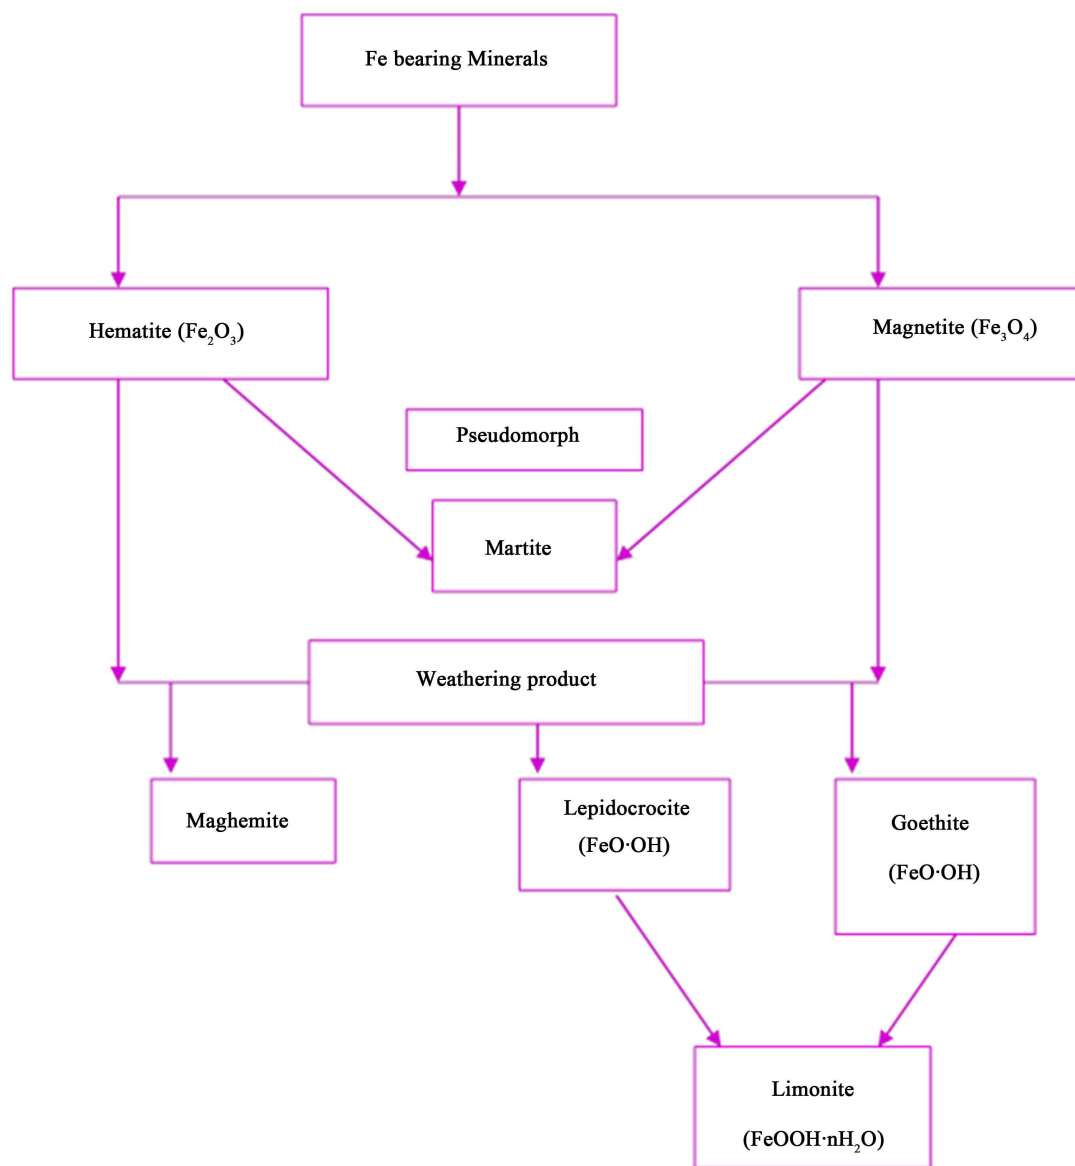 Fe bearing Minerals
Hematite (Fe₂O₃)
Magnetite (Fe₃O₄)
Pseudomorph
Martite
Weathering product
Maghemite
Lepidocrocite
(FeO·OH)
Goethite
(FeO·OH)
Limonite
(FeOOH·nH₂O)